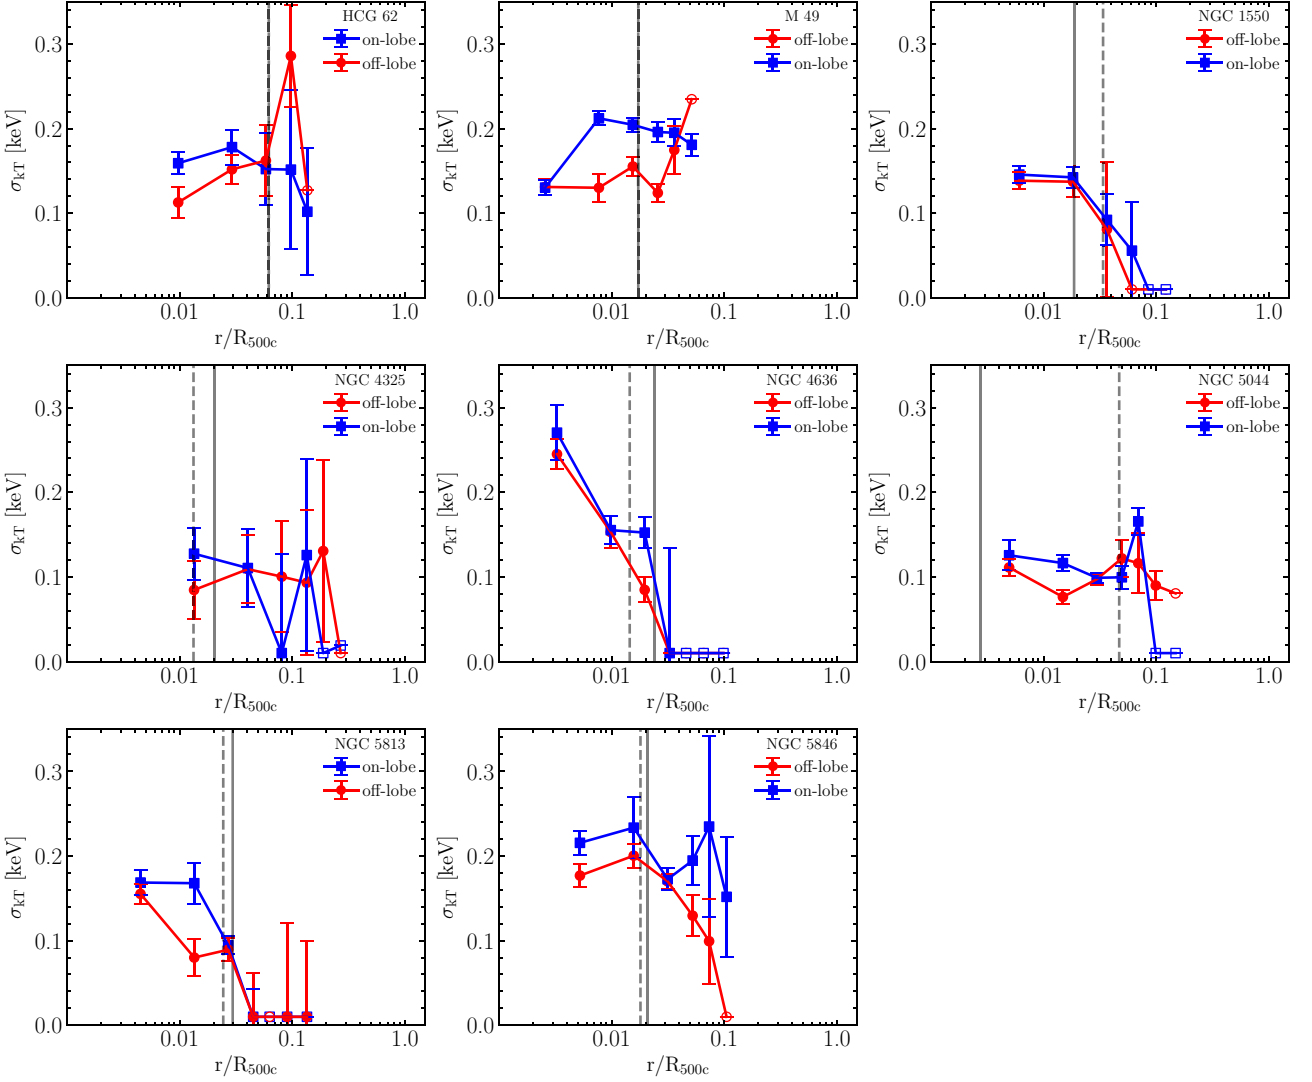 HCG 62
on-lobe
off-lobe
0.3
0.2
0.1
0.0
σkT [keV]
0.01
0.1
1.0
r/R500c
M 49
off-lobe
on-lobe
0.3
0.2
0.1
0.0
σkT [keV]
0.01
0.1
1.0
r/R500c
NGC 1550
off-lobe
on-lobe
0.3
0.2
0.1
0.0
σkT [keV]
0.01
0.1
1.0
r/R500c
NGC 4325
off-lobe
on-lobe
0.3
0.2
0.1
0.0
σkT [keV]
0.01
0.1
1.0
r/R500c
NGC 4636
off-lobe
on-lobe
0.3
0.2
0.1
0.0
σkT [keV]
0.01
0.1
1.0
r/R500c
NGC 5044
off-lobe
on-lobe
0.3
0.2
0.1
0.0
σkT [keV]
0.01
0.1
1.0
r/R500c
NGC 5813
on-lobe
off-lobe
0.3
0.2
0.1
0.0
σkT [keV]
0.01
0.1
1.0
r/R500c
NGC 5846
off-lobe
on-lobe
0.3
0.2
0.1
0.0
σkT [keV]
0.01
0.1
1.0
r/R500c